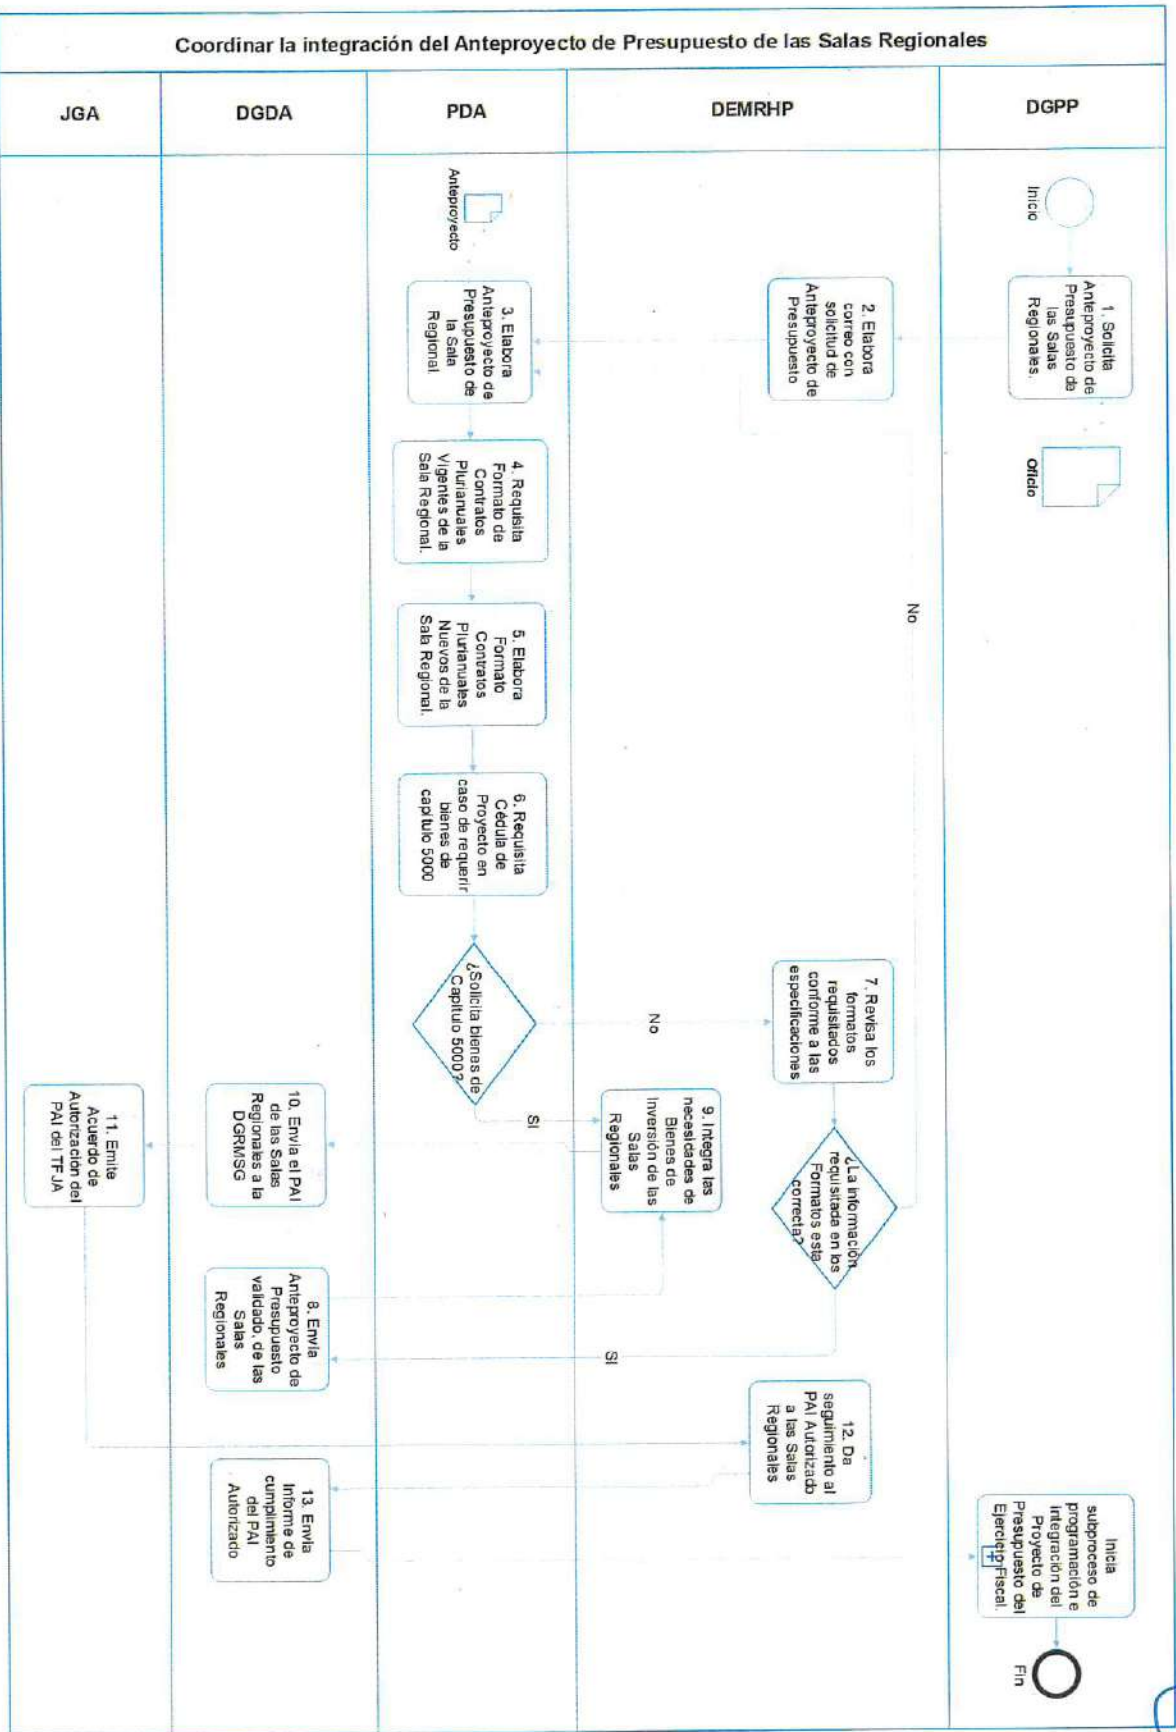 Coordinar la integración del Anteproyecto de Presupuesto de las Salas Regionales
JGA
DGDA
PDA
DEMRHP
DGPP
Inicio
1. Solicita
Anteproyecto de
Presupuesto de
las Salas
Regionales.
Oficio
2. Elabora
correo con
solicitud de
Anteproyecto de
Presupuesto
Anteproyecto
3. Elabora
Anteproyecto de
Presupuesto de
la Sala
Regional.
4. Requisita
Formato de
Contratos
Plurianuales
Vigentes de la
Sala Regional.
5. Elabora
Formato
Contratos
Plurianuales
Nuevos de la
Sala Regional.
6. Requisita
Cédula de
Proyecto en
caso de requerir
bienes de
capitulo 5000
¿Solicita bienes de
Capitulo 5000?
No
SI
7. Revisa los
formatos
requisitados
conforme a las
especificaciones
¿La información
requisitada en los
Formatos esta
correcta?
No
SI
8. Envía
Anteproyecto de
Presupuesto
validado, de las
Salas
Regionales
9. Integra las
necesidades de
Bienes de
Inversión de las
Salas
Regionales
10. Envia el PAI
de las Salas
Regionales a la
DGRMSG
11. Emite
Acuerdo de
Autorización del
PAI del TFJA
12. Da
seguimiento al
PAI Autorizado
a las Salas
Regionales
13. Envia
Informe de
cumplimiento
del PAI
Autorizado
Inicia
subproceso de
programación e
integración del
Proyecto de
Presupuesto del
Ejercicio Fiscal.
Fin